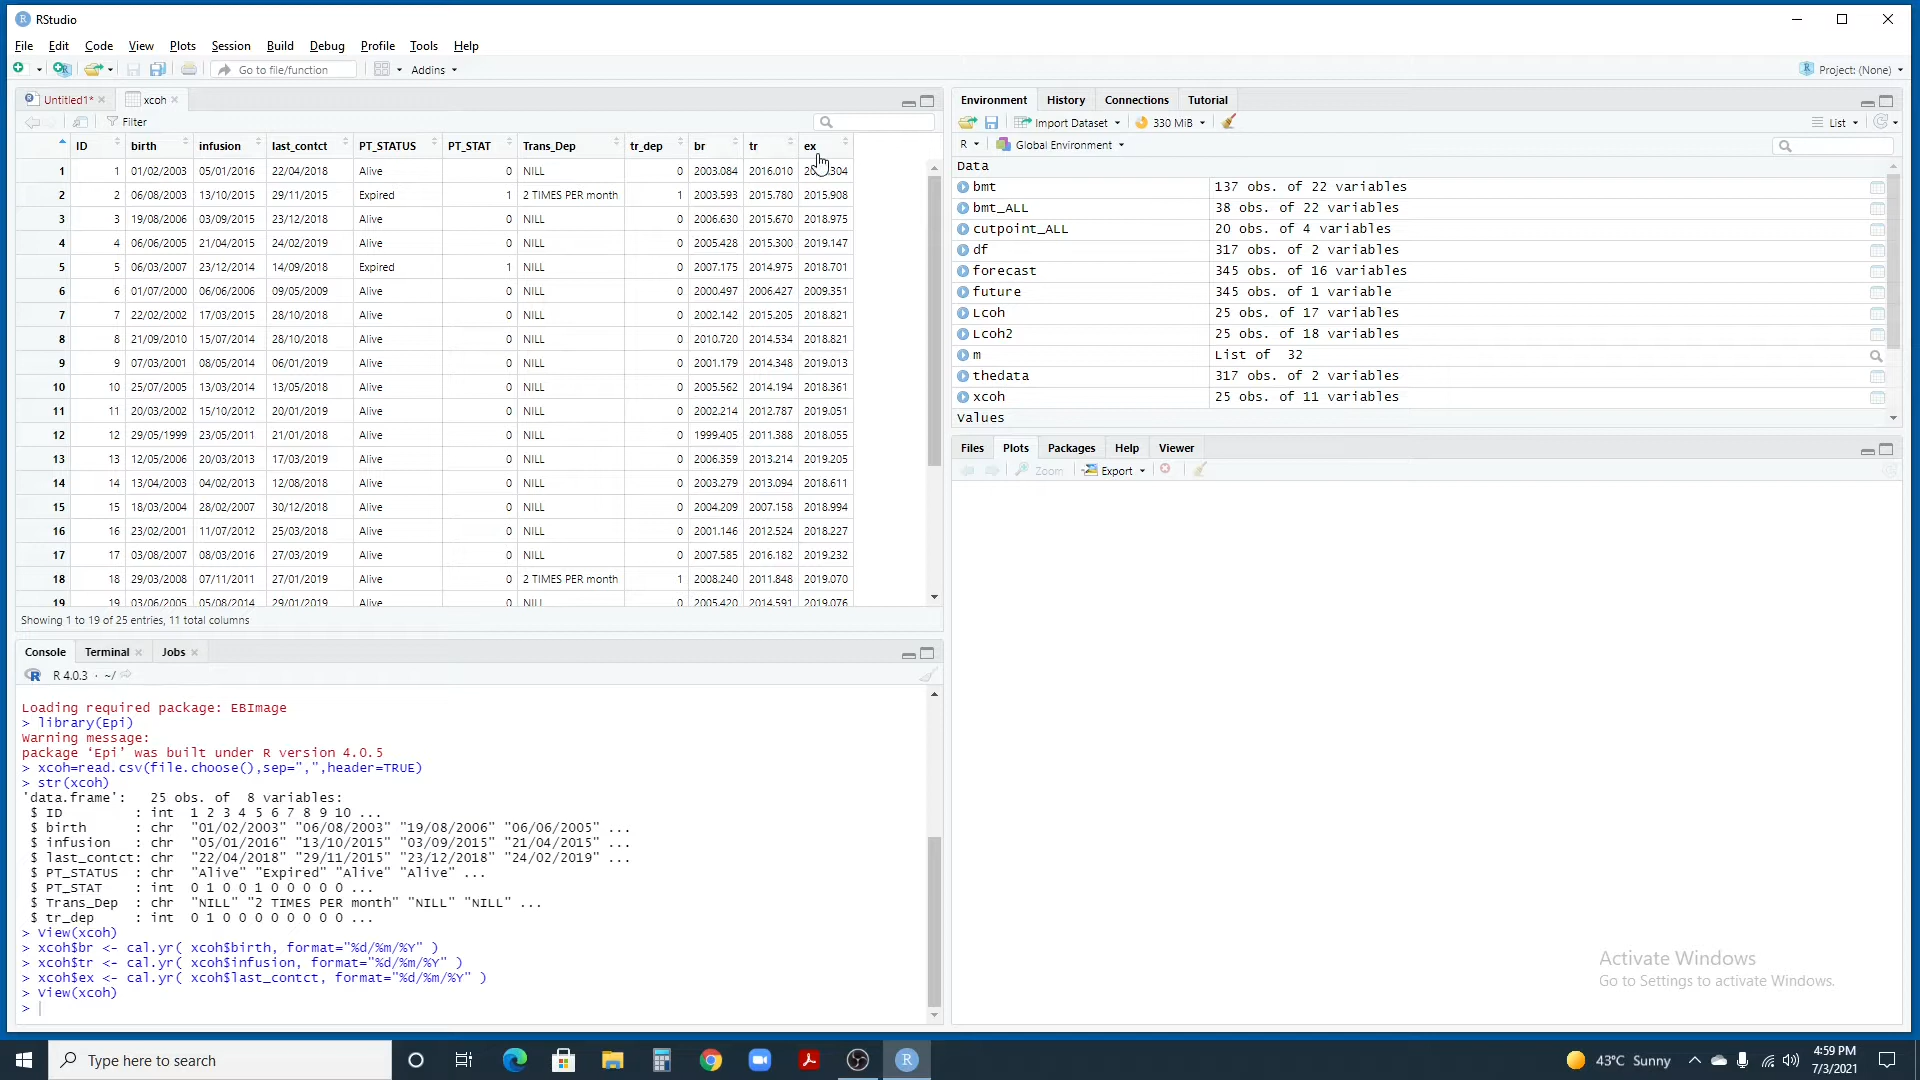 RStudio
File Edit Code View Plots Session Build Debug Profile Tools Help
Go to file/function Addins Project: (None)
Untitled1* xcoh
Filter
ID birth infusion last_contct PT_STATUS PT_STAT Trans_Dep tr_dep br tr ex
1 1 01/02/2003 05/01/2016 22/04/2018 Alive 0 NILL 0 2003.084 2016.010
2 2 06/08/2003 13/10/2015 29/11/2015 Expired 1 2 TIMES PER month 1 2003.593 2015.780 2015.908
3 3 19/08/2006 03/09/2015 23/12/2018 Alive 0 NILL 0 2006.630 2015.670 2018.975
4 4 06/06/2005 21/04/2015 24/02/2019 Alive 0 NILL 0 2005.428 2015.300 2019.147
5 5 06/03/2007 23/12/2014 14/09/2018 Expired 1 NILL 0 2007.175 2014.975 2018.701
6 6 01/07/2000 06/06/2006 09/05/2009 Alive 0 NILL 0 2000.497 2006.427 2009.351
7 7 22/02/2002 17/03/2015 28/10/2018 Alive 0 NILL 0 2002.142 2015.205 2018.821
8 8 21/09/2010 15/07/2014 28/10/2018 Alive 0 NILL 0 2010.720 2014.534 2018.821
9 9 07/03/2001 08/05/2014 06/01/2019 Alive 0 NILL 0 2001.179 2014.348 2019.013
10 10 25/07/2005 13/03/2014 13/05/2018 Alive 0 NILL 0 2005.562 2014.194 2018.361
11 11 20/03/2002 15/10/2012 20/01/2019 Alive 0 NILL 0 2002.214 2012.787 2019.051
12 12 29/05/1999 23/05/2011 21/01/2018 Alive 0 NILL 0 1999.405 2011.388 2018.055
13 13 12/05/2006 20/03/2013 17/03/2019 Alive 0 NILL 0 2006.359 2013.214 2019.205
14 14 13/04/2003 04/02/2013 12/08/2018 Alive 0 NILL 0 2003.279 2013.094 2018.611
15 15 18/03/2004 28/02/2007 30/12/2018 Alive 0 NILL 0 2004.209 2007.158 2018.994
16 16 23/02/2001 11/07/2012 25/03/2018 Alive 0 NILL 0 2001.146 2012.524 2018.227
17 17 03/08/2007 08/03/2016 27/03/2019 Alive 0 NILL 0 2007.585 2016.182 2019.232
18 18 29/03/2008 07/11/2011 27/01/2019 Alive 0 2 TIMES PER month 1 2008.240 2011.848 2019.070
19 19 03/06/2005 05/08/2014 29/01/2019 Alive 0 NILL 0 2005.420 2014.591 2019.076
Showing 1 to 19 of 25 entries, 11 total columns
Console Terminal Jobs
R 4.0.3 · ~/
Loading required package: EBImage
> library(Epi)
Warning message:
package ‘Epi’ was built under R version 4.0.5
> xcoh=read.csv(file.choose(),sep=",",header=TRUE)
> str(xcoh)
'data.frame': 25 obs. of 8 variables:
$ ID : int 1 2 3 4 5 6 7 8 9 10 ...
$ birth : chr "01/02/2003" "06/08/2003" "19/08/2006" "06/06/2005" ...
$ infusion : chr "05/01/2016" "13/10/2015" "03/09/2015" "21/04/2015" ...
$ last_contct: chr "22/04/2018" "29/11/2015" "23/12/2018" "24/02/2019" ...
$ PT_STATUS : chr "Alive" "Expired" "Alive" "Alive" ...
$ PT_STAT : int 0 1 0 0 1 0 0 0 0 0 ...
$ Trans_Dep : chr "NILL" "2 TIMES PER month" "NILL" "NILL" ...
$ tr_dep : int 0 1 0 0 0 0 0 0 0 0 ...
> View(xcoh)
> xcoh$br <- cal.yr( xcoh$birth, format="%d/%m/%Y" )
> xcoh$tr <- cal.yr( xcoh$infusion, format="%d/%m/%Y" )
> xcoh$ex <- cal.yr( xcoh$last_contct, format="%d/%m/%Y" )
> View(xcoh)
>
Environment History Connections Tutorial
Import Dataset 330 MiB List
R Global Environment
Data
bmt 137 obs. of 22 variables
bmt_ALL 38 obs. of 22 variables
cutpoint_ALL 20 obs. of 4 variables
df 317 obs. of 2 variables
forecast 345 obs. of 16 variables
future 345 obs. of 1 variable
Lcoh 25 obs. of 17 variables
Lcoh2 25 obs. of 18 variables
m List of 32
thedata 317 obs. of 2 variables
xcoh 25 obs. of 11 variables
Values
Files Plots Packages Help Viewer
Zoom Export
Activate Windows
Go to Settings to activate Windows.
Type here to search
43°C Sunny
4:59 PM
7/3/2021